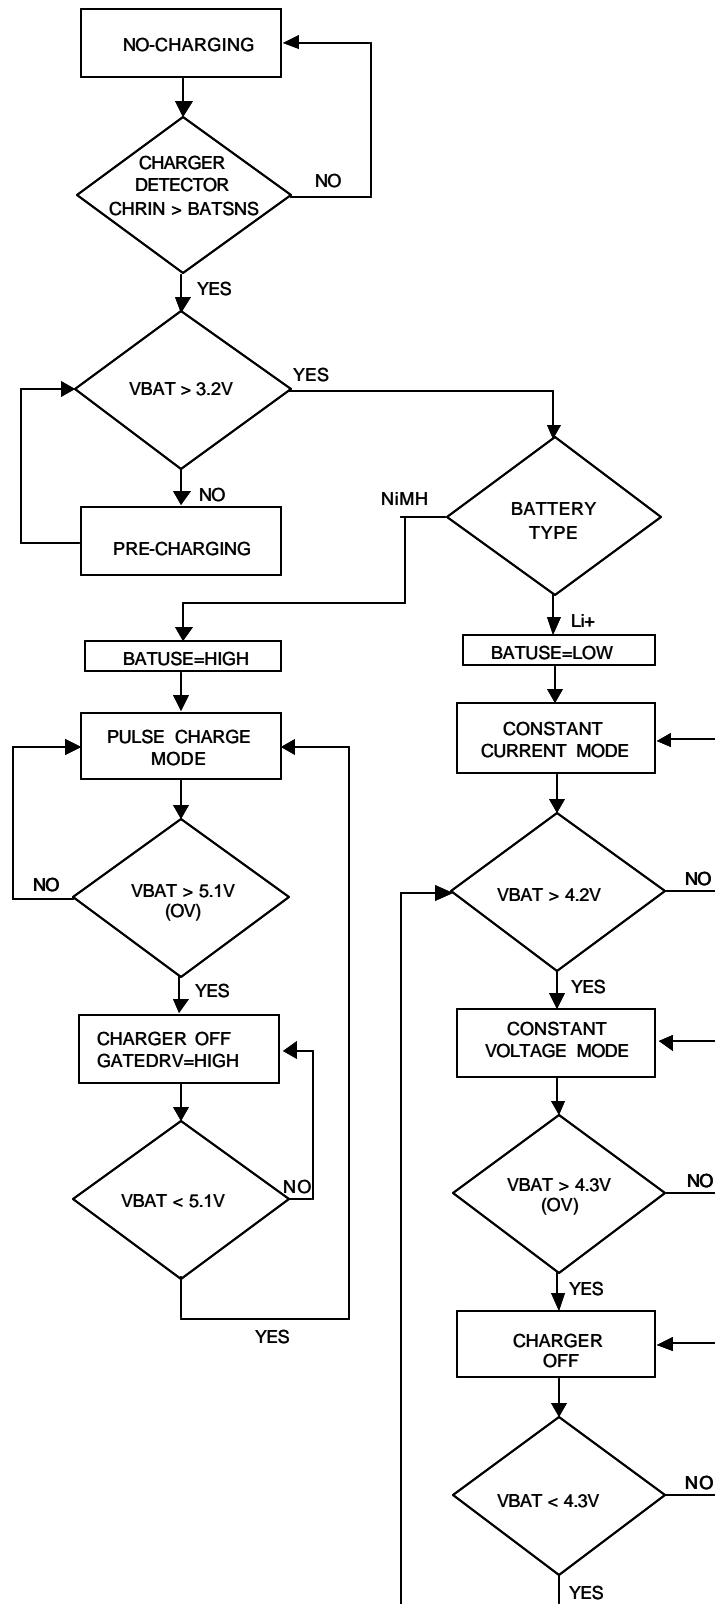 NO-CHARGING
CHARGER
DETECTOR
CHRIN > BATSNS
NO
YES
VBAT > 3.2V
YES
NO
PRE-CHARGING
NiMH
BATTERY
TYPE
Li+
BATUSE=HIGH
BATUSE=LOW
PULSE CHARGE
MODE
CONSTANT
CURRENT MODE
NO
VBAT > 5.1V
(OV)
VBAT > 4.2V
NO
YES
YES
CHARGER OFF
GATEDRV=HIGH
CONSTANT
VOLTAGE MODE
VBAT < 5.1V
NO
VBAT > 4.3V
(OV)
NO
YES
YES
CHARGER
OFF
VBAT < 4.3V
NO
YES